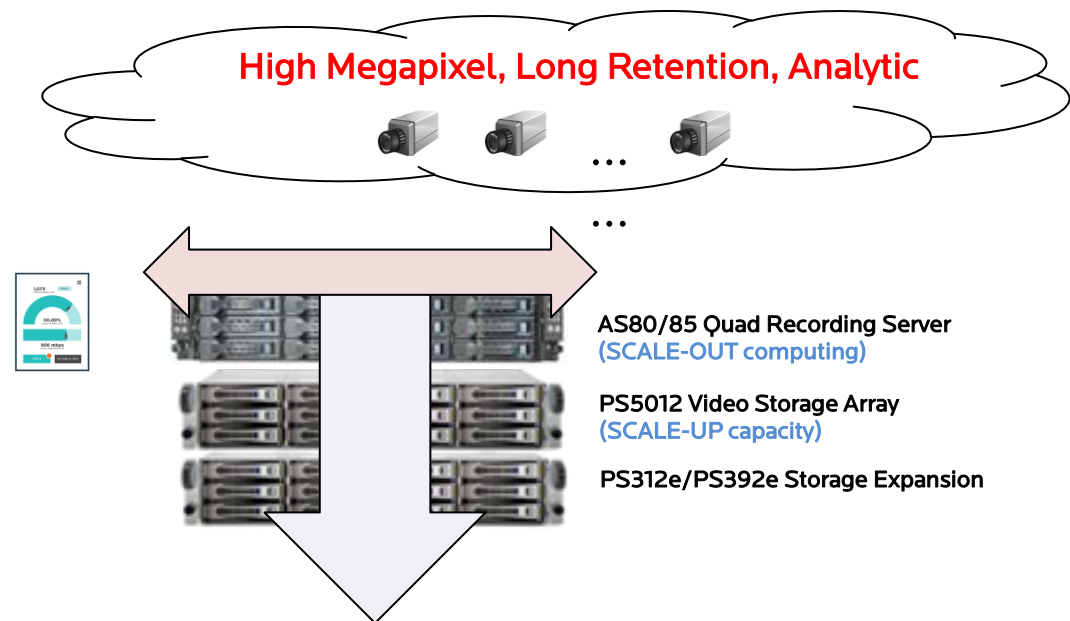 High Megapixel, Long Retention, Analytic
...
...
AS80/85 Quad Recording Server
(SCALE-OUT computing)
PS5012 Video Storage Array
(SCALE-UP capacity)
PS312e/PS392e Storage Expansion